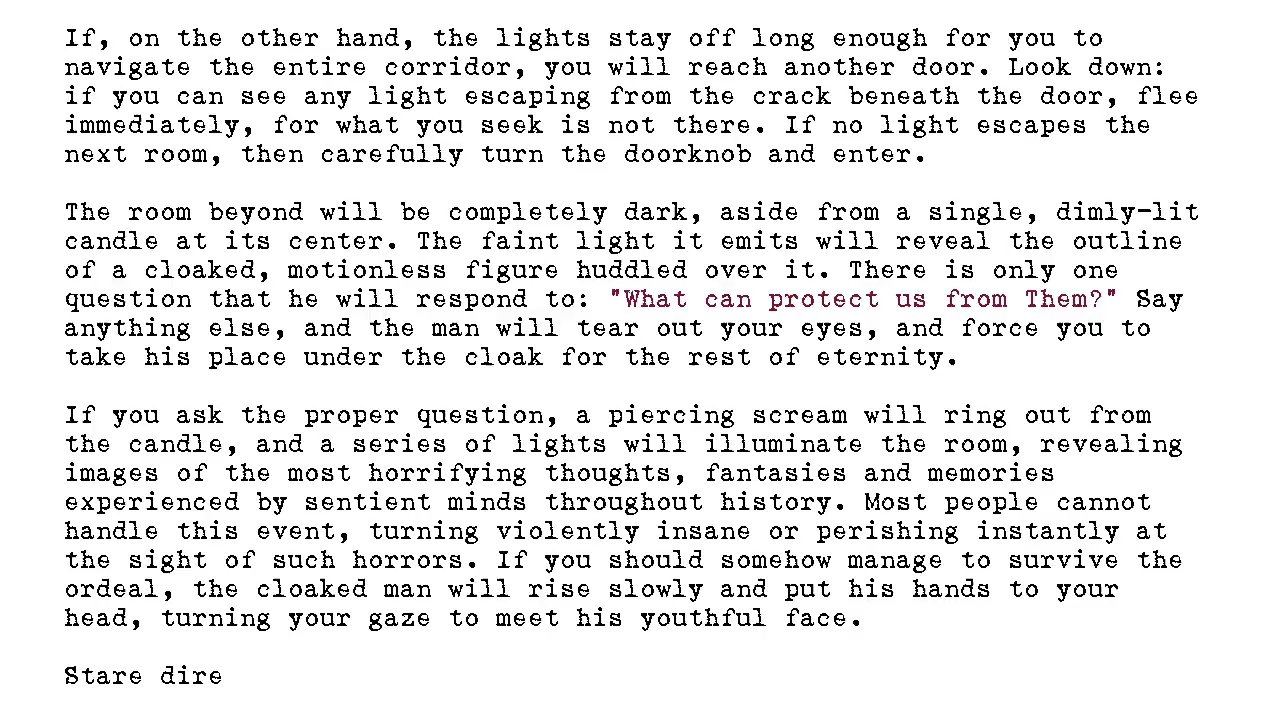 If, on the other hand, the lights stay off long enough for you to
navigate the entire corridor, you will reach another door. Look down:
if you can see any light escaping from the crack beneath the door, flee
immediately, for what you seek is not there. If no light escapes the
next room, then carefully turn the doorknob and enter.
The room beyond will be completely dark, aside from a single, dimly-lit
candle at its center. The faint light it emits will reveal the outline
of a cloaked, motionless figure huddled over it. There is only one
question that he will respond to: "What can protect us from Them?" Say
anything else, and the man will tear out your eyes, and force you to
take his place under the cloak for the rest of eternity.
If you ask the proper question, a piercing scream will ring out from
the candle, and a series of lights will illuminate the room, revealing
images of the most horrifying thoughts, fantasies and memories
experienced by sentient minds throughout history. Most people cannot
handle this event, turning violently insane or perishing instantly at
the sight of such horrors. If you should somehow manage to survive the
ordeal, the cloaked man will rise slowly and put his hands to your
head, turning your gaze to meet his youthful face.
Stare dire